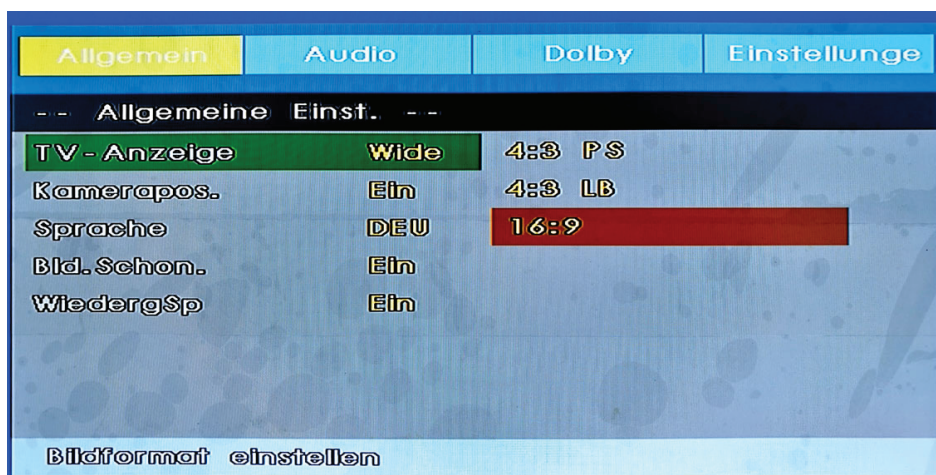 Allgemein Audio Dolby Einstellunge
-- Allgemeine Einst. --
TV-Anzeige Wide 4:3 PS
Kamerapos. Ein 4:3 LB
Sprache DEU 16:9
Bld.Schon. Ein
WiedergSp Ein
Bildformat einstellen